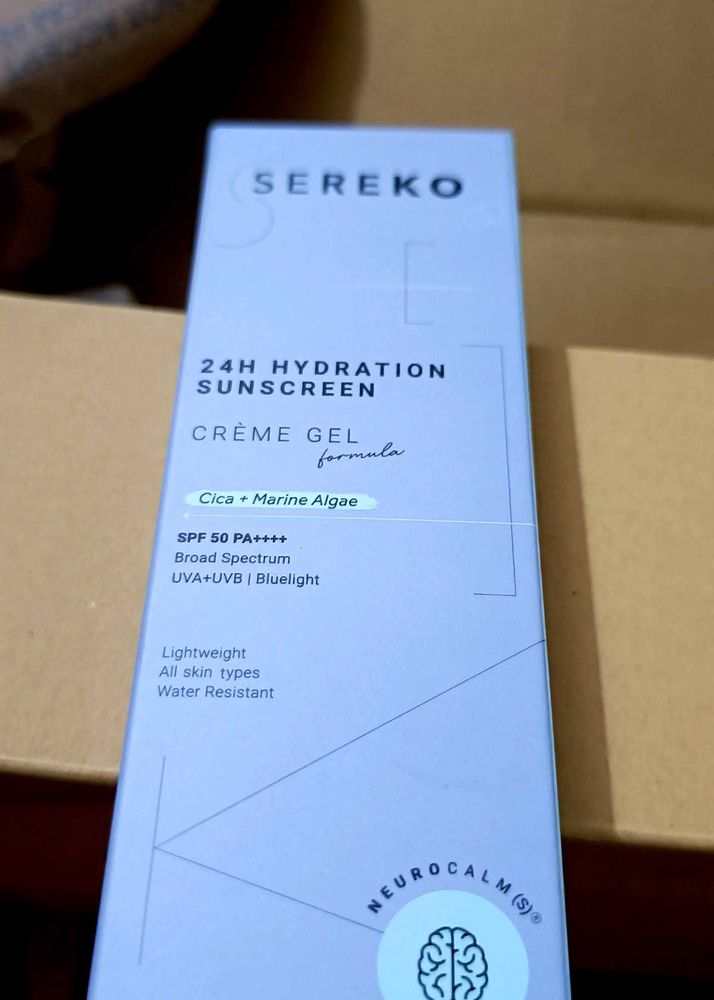 SEREKO
24H HYDRATION
SUNSCREEN
CRÈME GEL
formula
Cica + Marine Algae
SPF 50 PA++++
Broad Spectrum
UVA+UVB | Bluelight
Lightweight
All skin types
Water Resistant
NEUROCALM(S)®